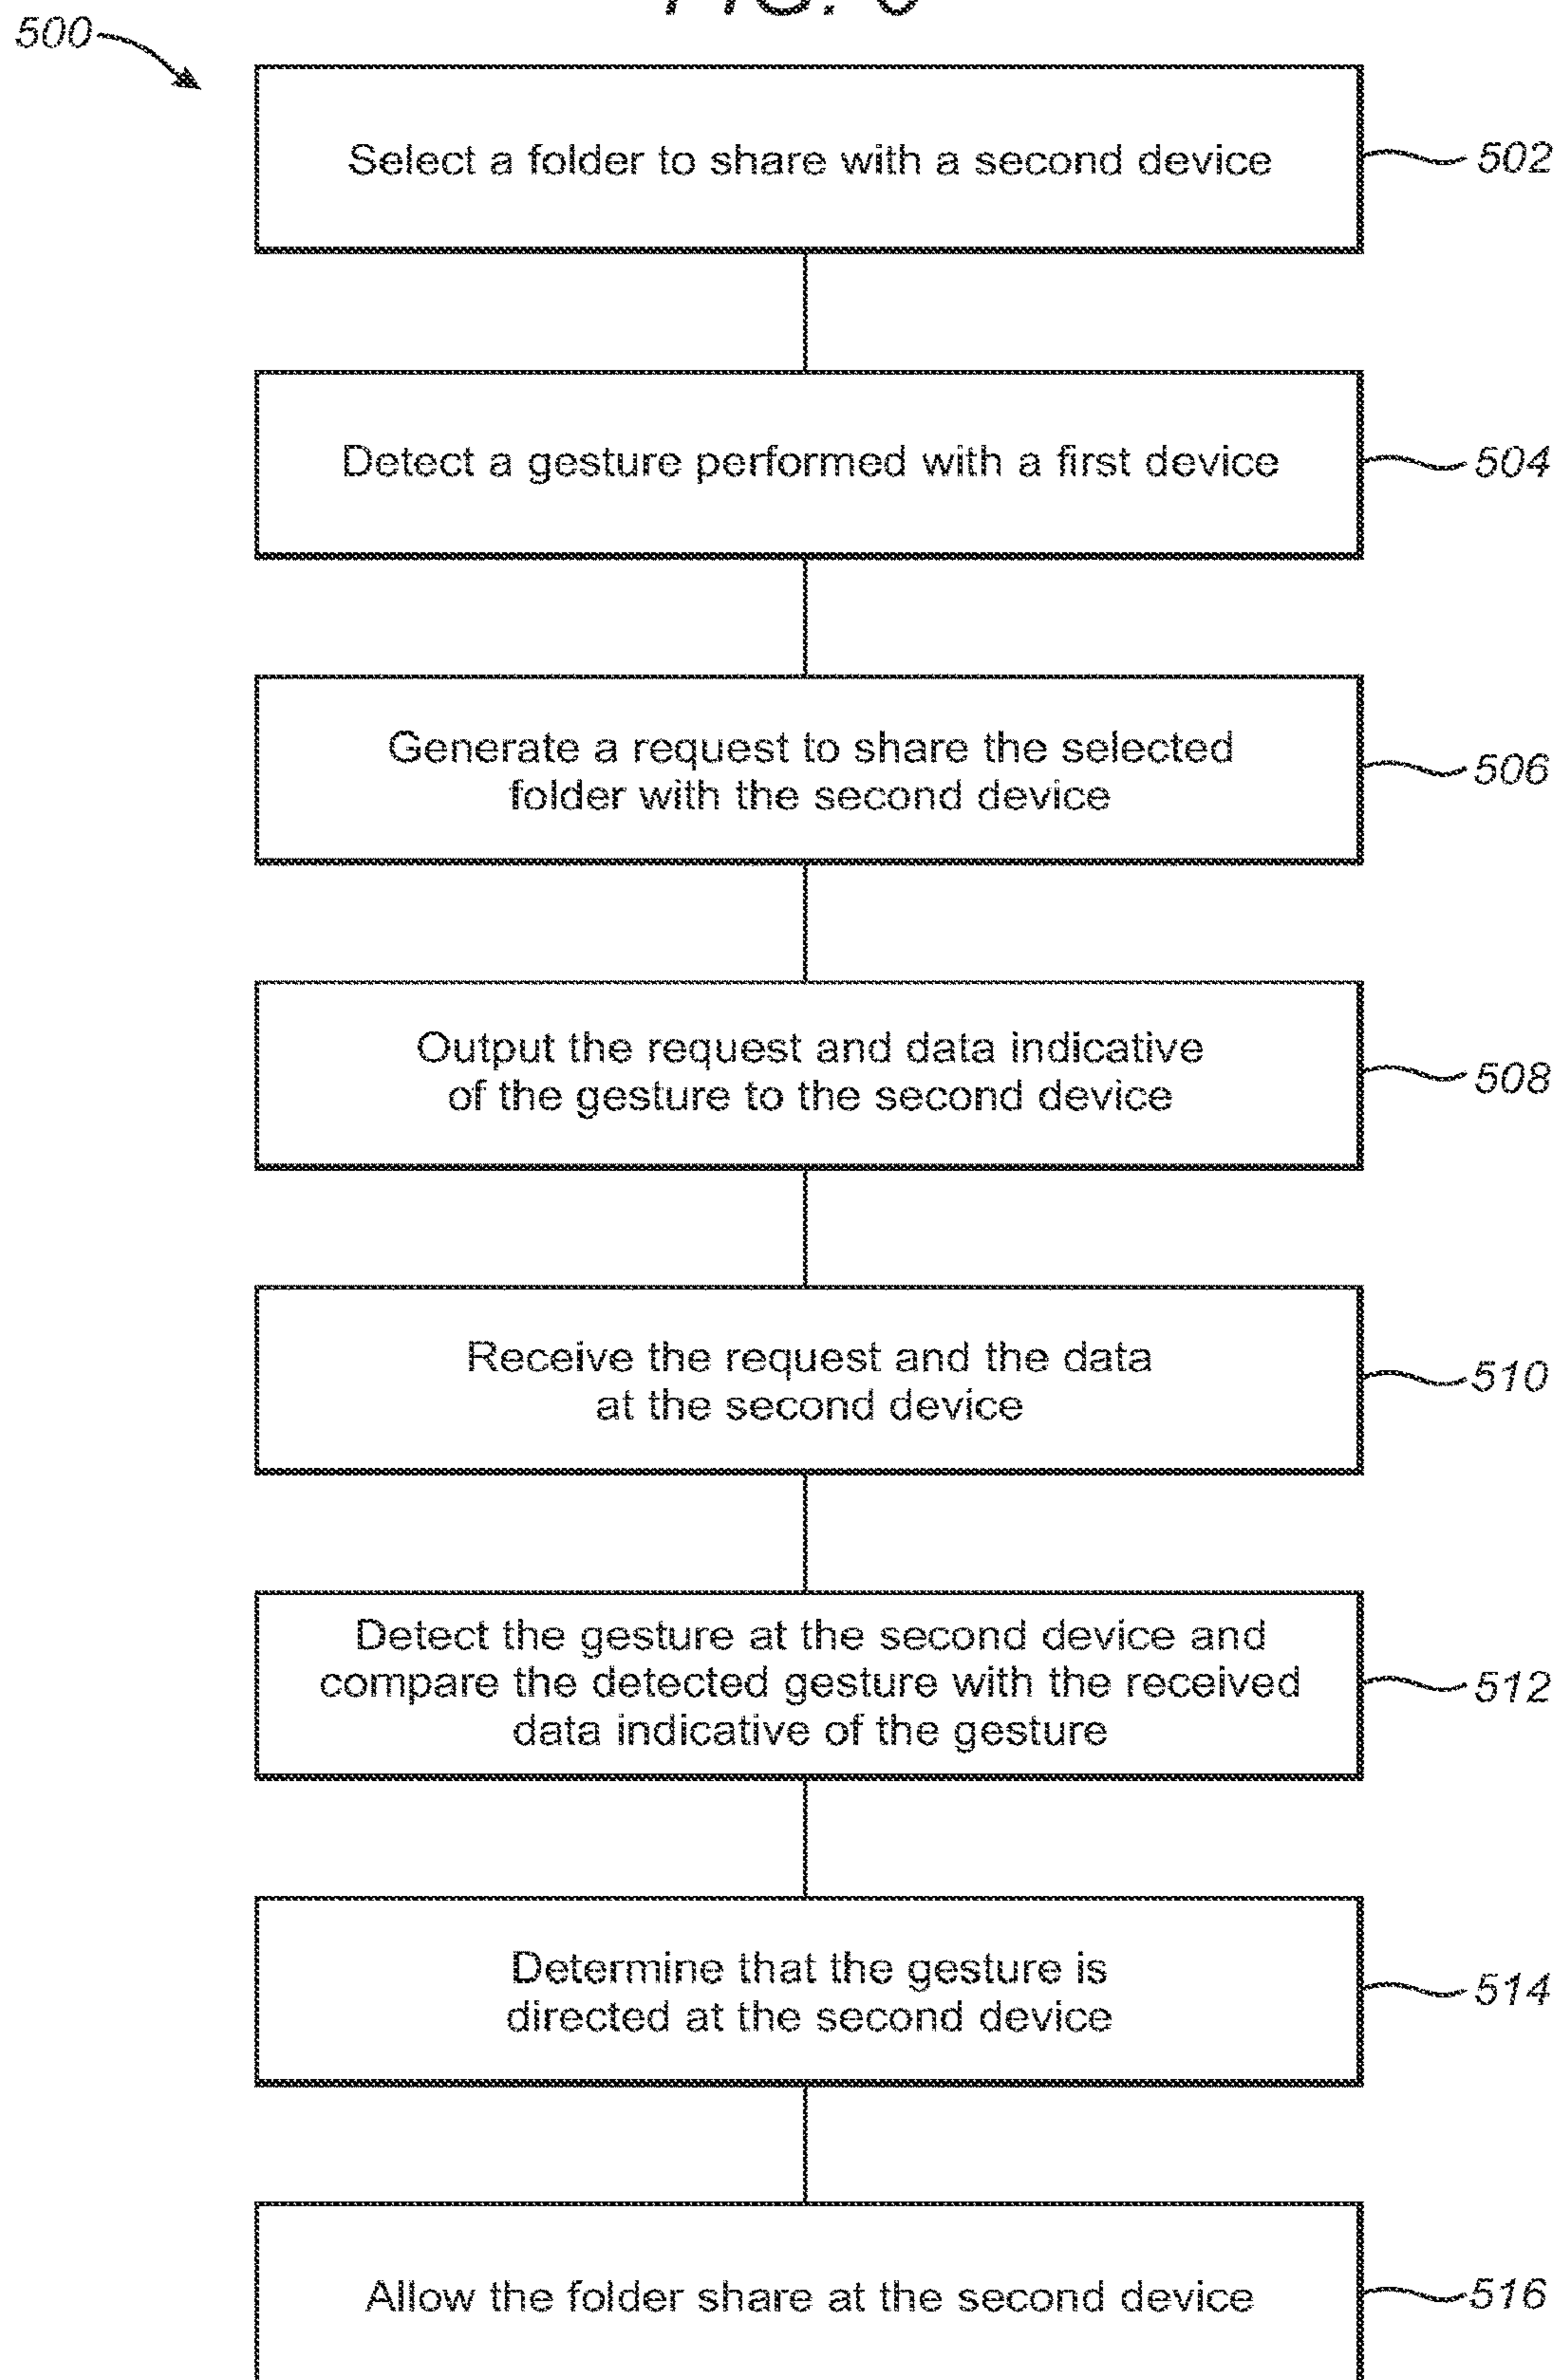 FIG.
500
Select a folder to share with a second device
502
Detect a gesture performed with a first device
504
Generate a request to share the selected
folder with the second device
506
Output the request and data indicative
of the gesture to the second device
508
Receive the request and the data
at the second device
510
Detect the gesture at the second device and
compare the detected gesture with the received
data indicative of the gesture
512
Determine that the gesture is
directed at the second device
514
Allow the folder share at the second device
516